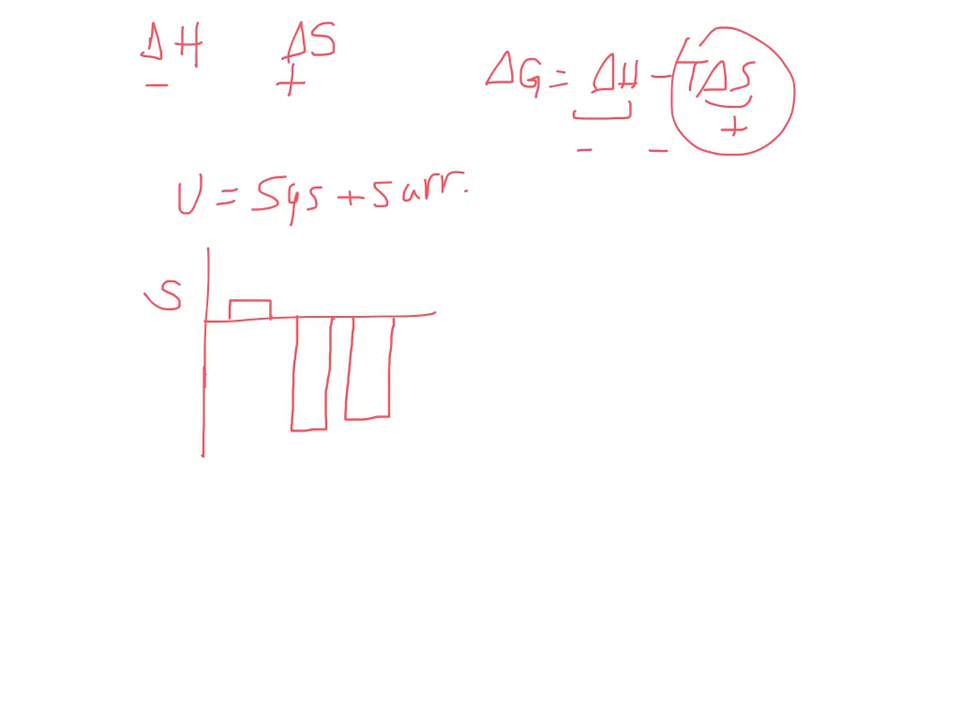 ΔH ΔS
- +
ΔG = ΔH - TΔS
+
- -
U = Sys + Surr.
S